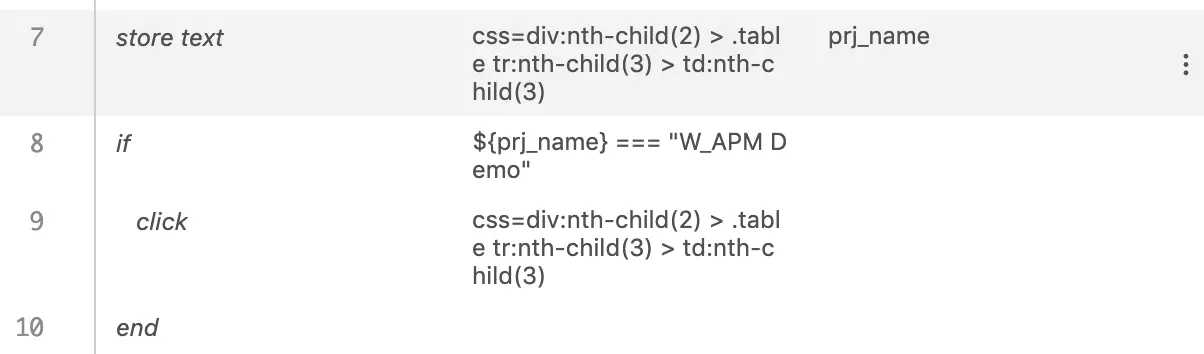 7 store text css=div:nth-child(2) > .tabl prj_name
e tr:nth-child(3) > td:nth-c
hild(3)
8 if ${prj_name} === "W_APM D
emo"
9 click css=div:nth-child(2) > .tabl
e tr:nth-child(3) > td:nth-c
hild(3)
10 end